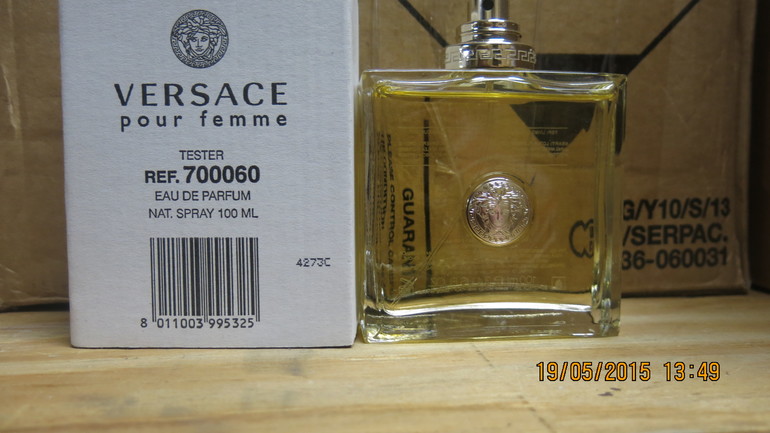 VERSACE
pour femme
TESTER
REF. 700060
EAU DE PARFUM
NAT. SPRAY 100 ML
4273C
8 011003 995325
GUARAN
G/Y10/S/13
/SERPAC.
36-060031
19/05/2015 13:49